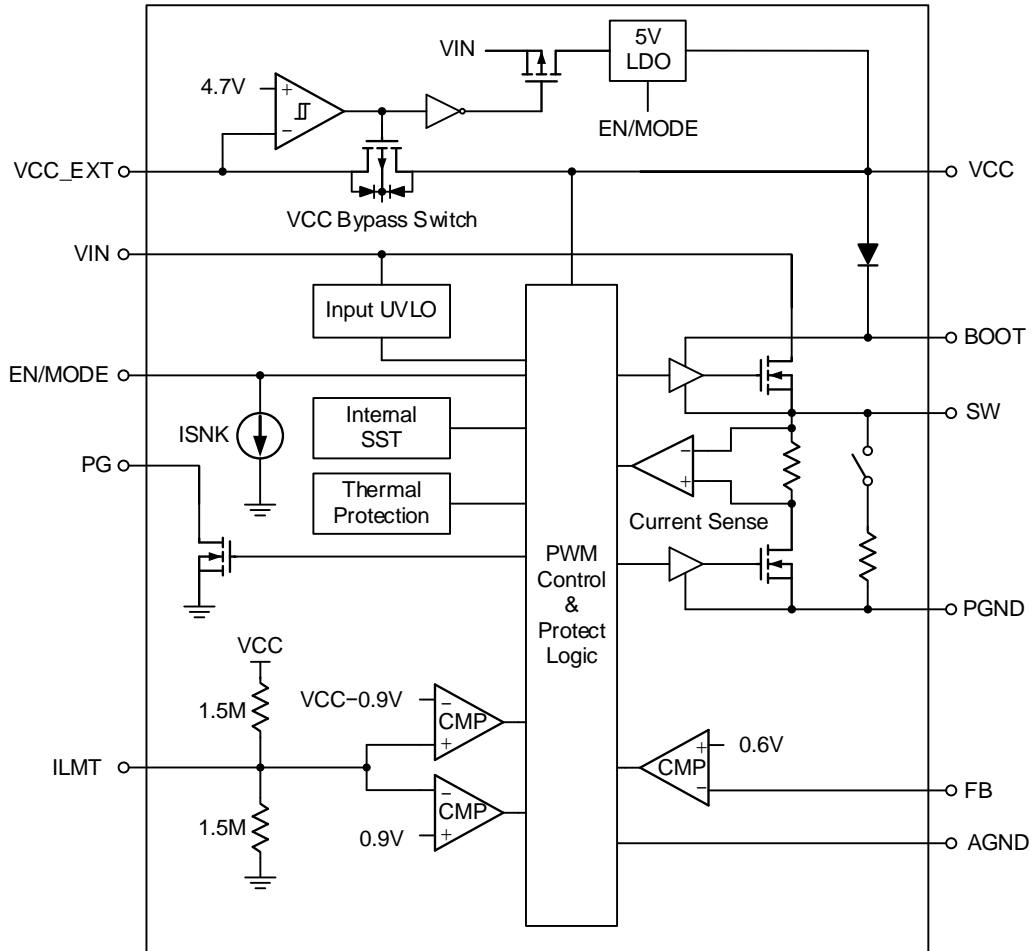 VIN
5V
LDO
4.7V
+
−
EN/MODE
VCC_EXT
VCC
VCC Bypass Switch
VIN
Input UVLO
BOOT
EN/MODE
SW
ISNK
Internal
SST
−
+
PG
Thermal
Protection
Current Sense
PWM
Control
&
Protect
Logic
PGND
VCC
1.5M
VCC−0.9V
−
CMP
+
+
0.6V
ILMT
CMP
−
FB
1.5M
−
CMP
0.9V
+
AGND